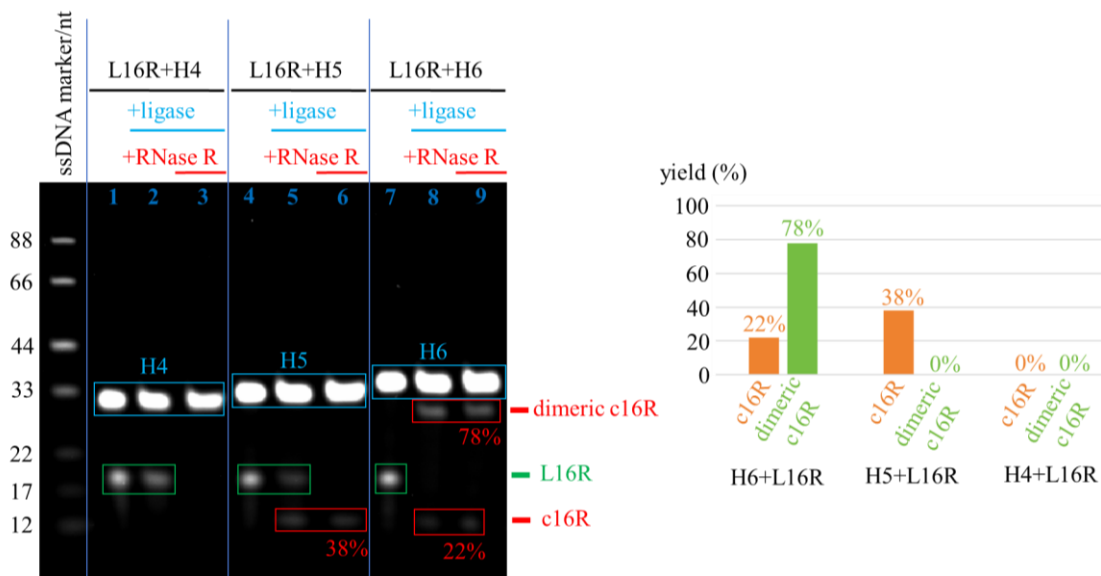 ssDNA marker/nt
L16R+H4 L16R+H5 L16R+H6
+ligase +ligase +ligase
+RNase R +RNase R +RNase R
1 2 3 4 5 6 7 8 9
88
66
44
33
22
17
12
H4 H5 H6
dimeric c16R
78%
L16R
c16R
38% 22%
yield (%)
100
80
60
40
20
0
22% 78% 38% 0% 0% 0%
c16R dimeric c16R c16R dimeric c16R c16R dimeric c16R
H6+L16R H5+L16R H4+L16R